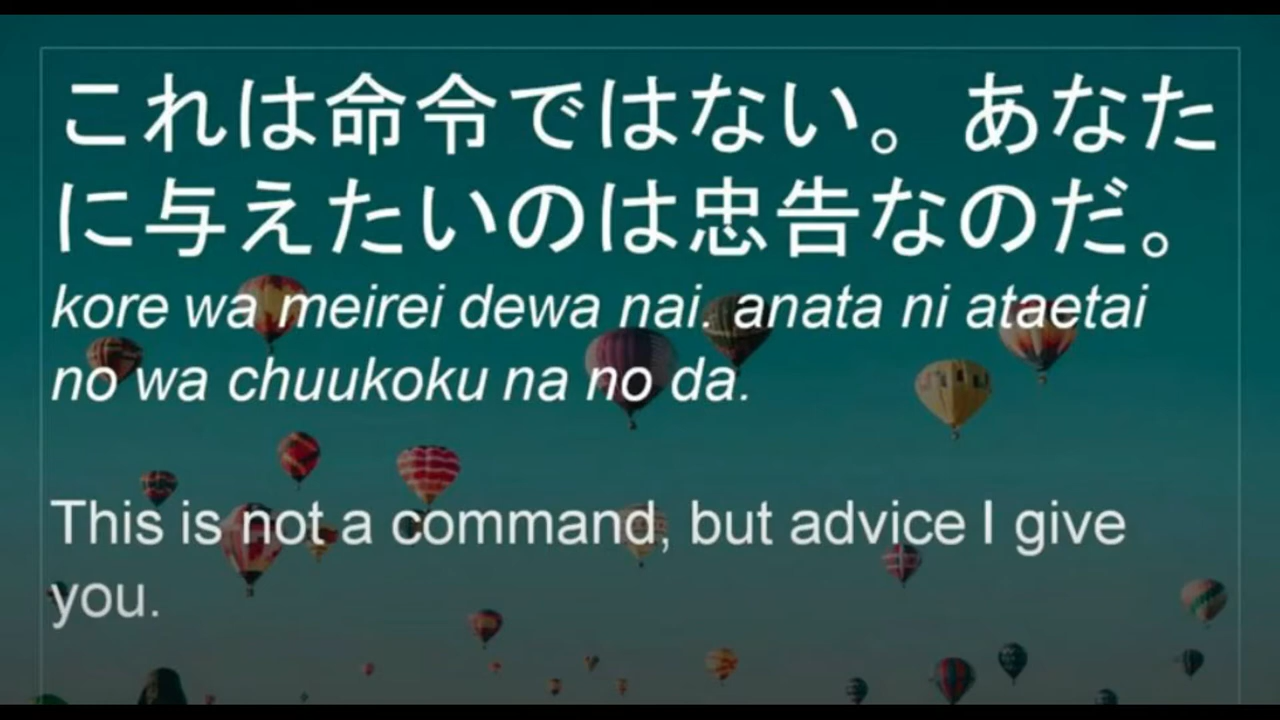 これは命令ではない。あなた
に与えたいのは忠告なのだ。
kore wa meirei dewa nai. anata ni ataetai
no wa chuukoku na no da.
This is not a command, but advice I give
you.